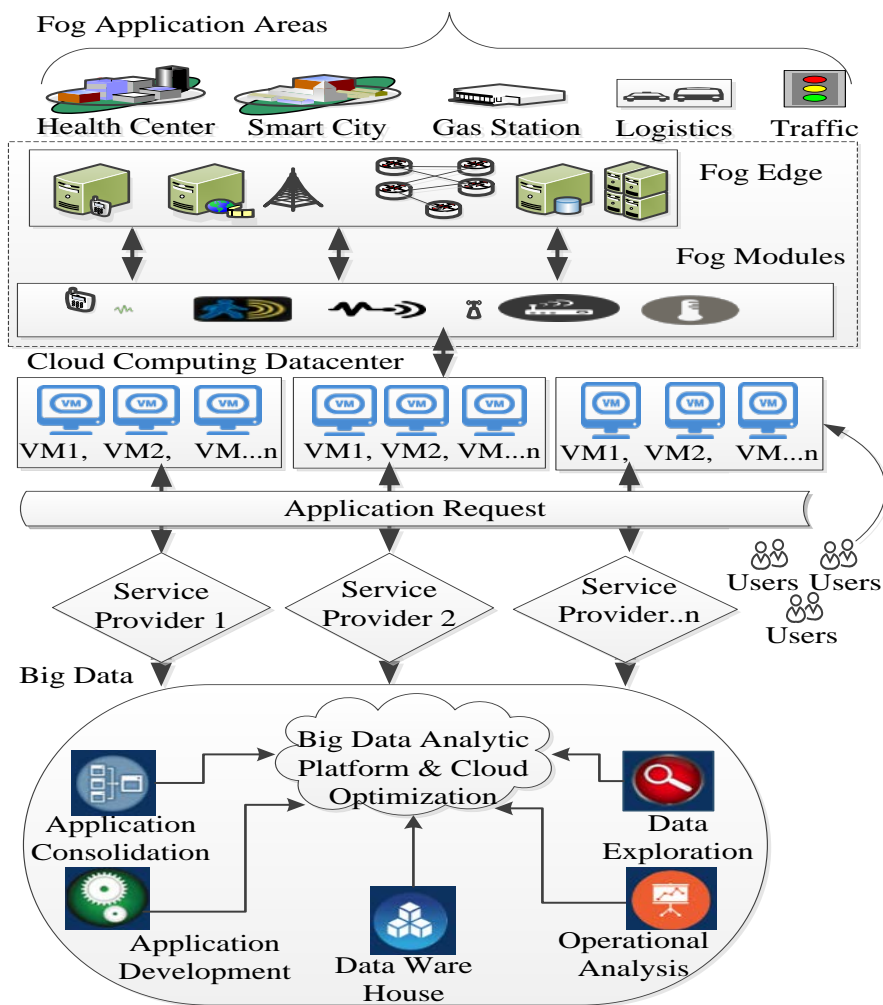 Fog Application Areas
Health Center Smart City Gas Station Logistics Traffic
Fog Edge
Fog Modules
Cloud Computing Datacenter
VM VM VM VM VM VM VM VM VM
VM1, VM2, VM...n VM1, VM2, VM...n VM1, VM2, VM...n
Application Request
Service
Provider 1
Service
Provider 2
Service
Provider..n
Users Users
Users
Big Data
Big Data Analytic
Platform & Cloud
Optimization
Application
Consolidation
Data
Exploration
Application
Development
Data Ware
House
Operational
Analysis